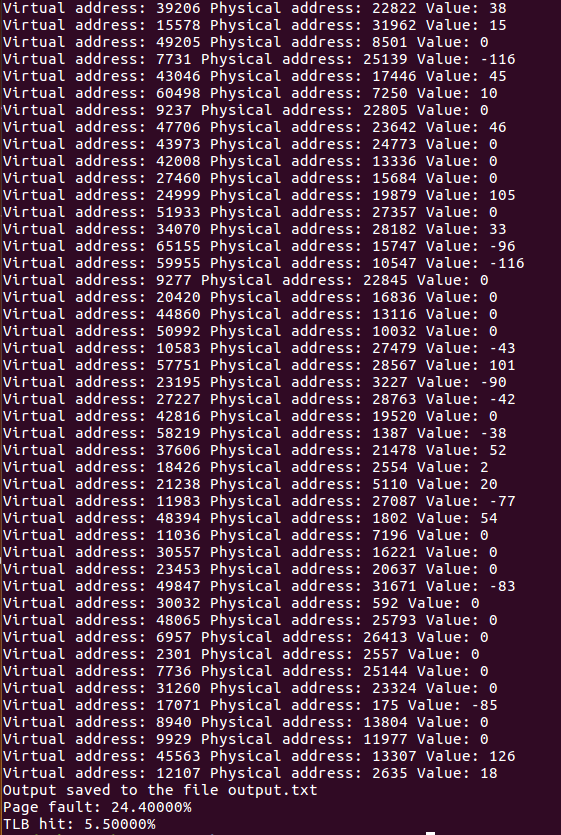 Virtual address: 39206 Physical address: 22822 Value: 38
Virtual address: 15578 Physical address: 31962 Value: 15
Virtual address: 49205 Physical address: 8501 Value: 0
Virtual address: 7731 Physical address: 25139 Value: -116
Virtual address: 43046 Physical address: 17446 Value: 45
Virtual address: 60498 Physical address: 7250 Value: 10
Virtual address: 9237 Physical address: 22805 Value: 0
Virtual address: 47706 Physical address: 23642 Value: 46
Virtual address: 43973 Physical address: 24773 Value: 0
Virtual address: 42008 Physical address: 13336 Value: 0
Virtual address: 27460 Physical address: 15684 Value: 0
Virtual address: 24999 Physical address: 19879 Value: 105
Virtual address: 51933 Physical address: 27357 Value: 0
Virtual address: 34070 Physical address: 28182 Value: 33
Virtual address: 65155 Physical address: 15747 Value: -96
Virtual address: 59955 Physical address: 10547 Value: -116
Virtual address: 9277 Physical address: 22845 Value: 0
Virtual address: 20420 Physical address: 16836 Value: 0
Virtual address: 44860 Physical address: 13116 Value: 0
Virtual address: 50992 Physical address: 10032 Value: 0
Virtual address: 10583 Physical address: 27479 Value: -43
Virtual address: 57751 Physical address: 28567 Value: 101
Virtual address: 23195 Physical address: 3227 Value: -90
Virtual address: 27227 Physical address: 28763 Value: -42
Virtual address: 42816 Physical address: 19520 Value: 0
Virtual address: 58219 Physical address: 1387 Value: -38
Virtual address: 37606 Physical address: 21478 Value: 52
Virtual address: 18426 Physical address: 2554 Value: 2
Virtual address: 21238 Physical address: 5110 Value: 20
Virtual address: 11983 Physical address: 27087 Value: -77
Virtual address: 48394 Physical address: 1802 Value: 54
Virtual address: 11036 Physical address: 7196 Value: 0
Virtual address: 30557 Physical address: 16221 Value: 0
Virtual address: 23453 Physical address: 20637 Value: 0
Virtual address: 49847 Physical address: 31671 Value: -83
Virtual address: 30032 Physical address: 592 Value: 0
Virtual address: 48065 Physical address: 25793 Value: 0
Virtual address: 6957 Physical address: 26413 Value: 0
Virtual address: 2301 Physical address: 2557 Value: 0
Virtual address: 7736 Physical address: 25144 Value: 0
Virtual address: 31260 Physical address: 23324 Value: 0
Virtual address: 17071 Physical address: 175 Value: -85
Virtual address: 8940 Physical address: 13804 Value: 0
Virtual address: 9929 Physical address: 11977 Value: 0
Virtual address: 45563 Physical address: 13307 Value: 126
Virtual address: 12107 Physical address: 2635 Value: 18
Output saved to the file output.txt
Page fault: 24.40000%
TLB hit: 5.50000%